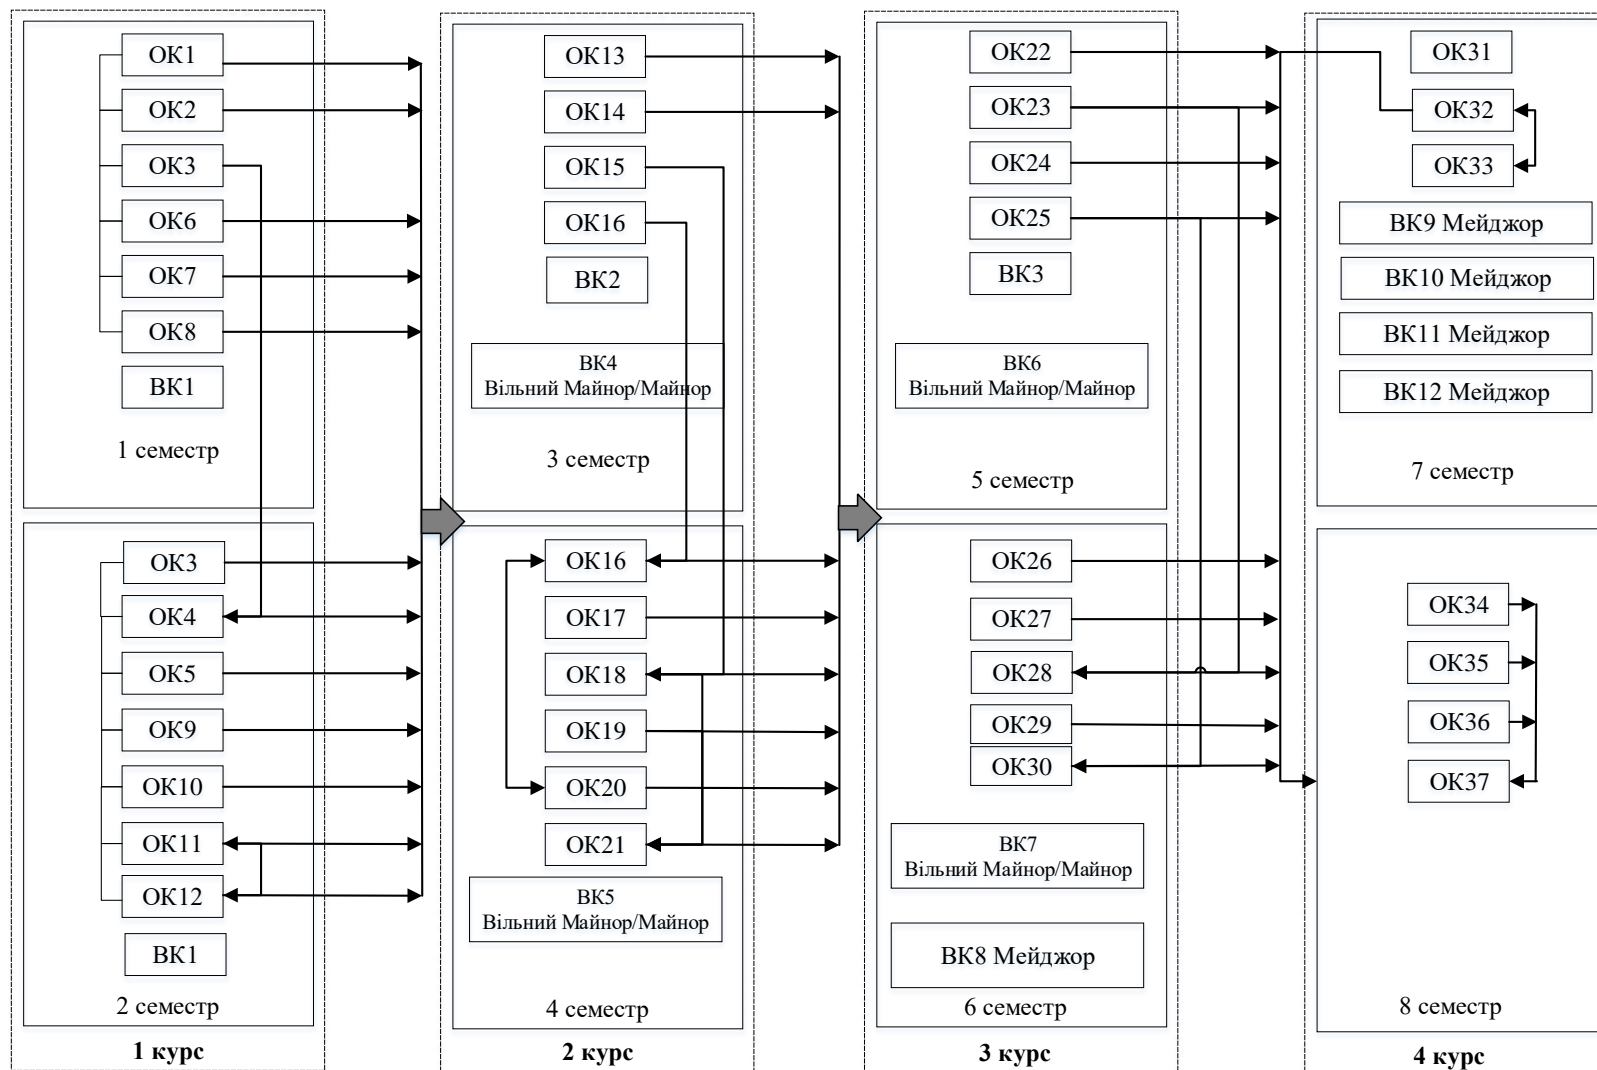 ОК1
ОК2
ОК3
ОК6
ОК7
ОК8
ВК1
1 семестр
ОК3
ОК4
ОК5
ОК9
ОК10
ОК11
ОК12
ВК1
2 семестр
1 курс
ОК13
ОК14
ОК15
ОК16
ВК2
ВК4
Вільний Майнор/Майнор
3 семестр
ОК16
ОК17
ОК18
ОК19
ОК20
ОК21
ВК5
Вільний Майнор/Майнор
4 семестр
2 курс
ОК22
ОК23
ОК24
ОК25
ВК3
ВК6
Вільний Майнор/Майнор
5 семестр
ОК26
ОК27
ОК28
ОК29
ОК30
ВК7
Вільний Майнор/Майнор
ВК8 Мейджор
6 семестр
3 курс
ОК31
ОК32
ОК33
ВК9 Мейджор
ВК10 Мейджор
ВК11 Мейджор
ВК12 Мейджор
7 семестр
ОК34
ОК35
ОК36
ОК37
8 семестр
4 курс